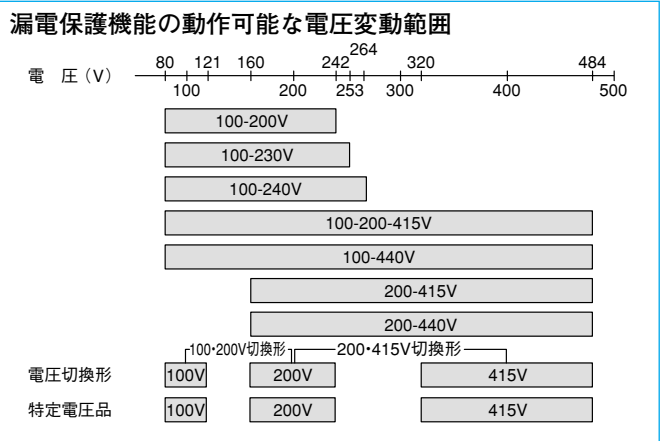 漏電保護機能の動作可能な電圧変動範囲
264
80 121 160 242 320 484
電 圧（V）
100 200 253 300 400 500
100-200V
100-230V
100-240V
100-200-415V
100-440V
200-415V
200-440V
100•200V切換形 200•415V切換形
電圧切換形 100V 200V 415V
特定電圧品 100V 200V 415V